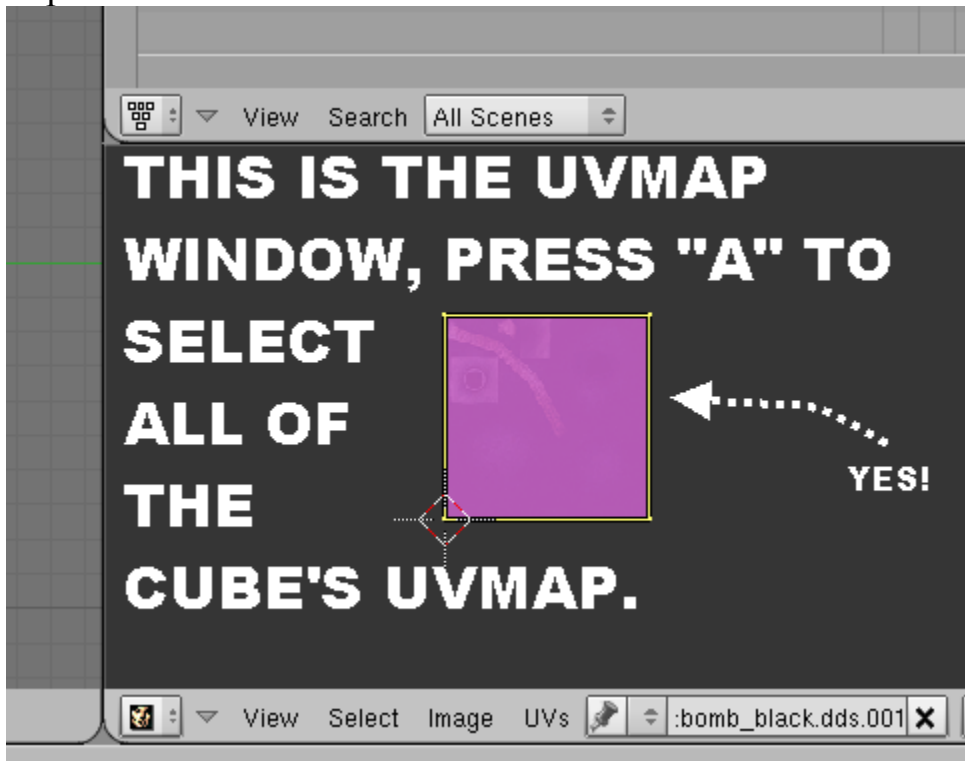 View Search All Scenes
THIS IS THE UVMAP
WINDOW, PRESS "A" TO
SELECT
ALL OF
YES!
THE
CUBE'S UVMAP.
View Select Image UVs :bomb_black.dds.001